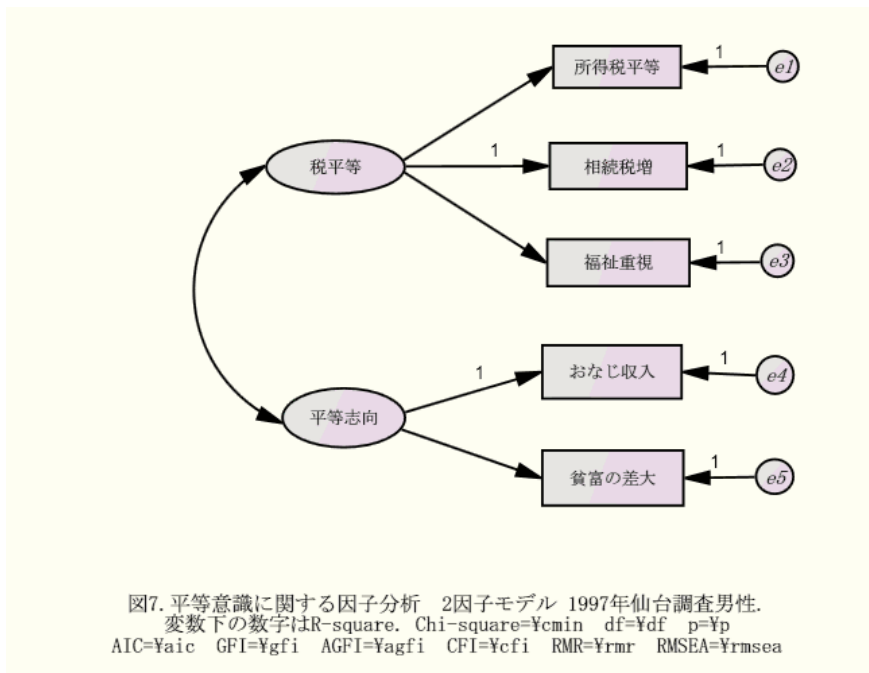 所得税平等
1
e1
税平等
1
相続税増
1
e2
福祉重視
1
e3
平等志向
1
おなじ収入
1
e4
貧富の差大
1
e5
図7.平等意識に関する因子分析　2因子モデル 1997年仙台調査男性.
変数下の数字はR-square. Chi-square=¥cmin df=¥df p=¥p
AIC=¥aic GFI=¥gfi AGFI=¥agfi CFI=¥cfi RMR=¥rmr RMSEA=¥rmsea